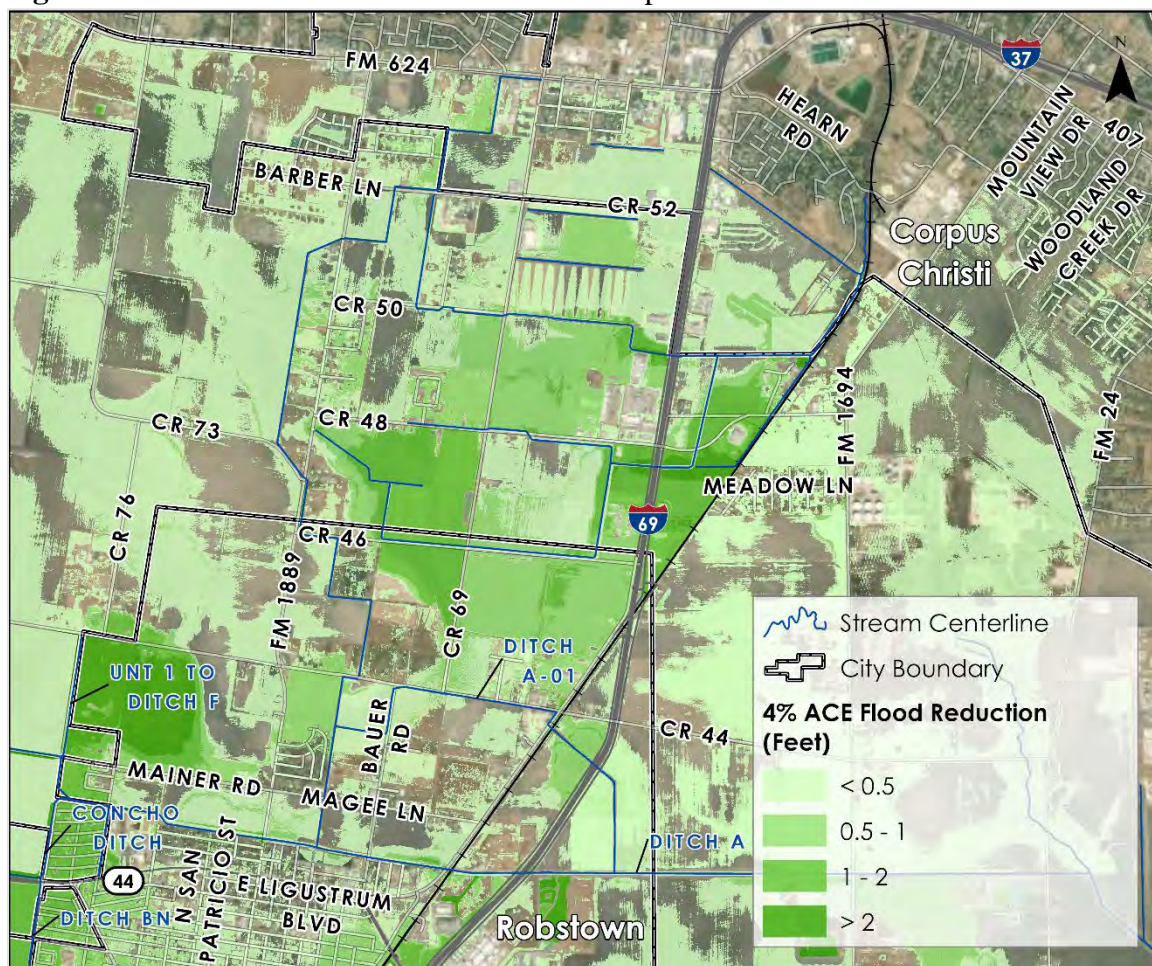 FM 624
37
N
HEARN
RD
MOUNTAIN
VIEW DR
407
WOODLAND
CREEK DR
BARBER LN
CR 52
Corpus
Christi
CR 50
FM 1694
FM 24
CR 48
CR 73
MEADOW LN
69
CR 76
CR 46
FM 1889
CR 69
DITCH
A-01
UNT 1 TO
DITCH F
BAUER
RD
CR 44
MAINER RD
MAGEE LN
CONCHO
DITCH
DITCH A
44
N SAN
PATRICIO ST
E LIGUSTRUM
BLVD
DITCH BN
Robstown
Stream Centerline
City Boundary
4% ACE Flood Reduction
(Feet)
< 0.5
0.5 - 1
1 - 2
> 2